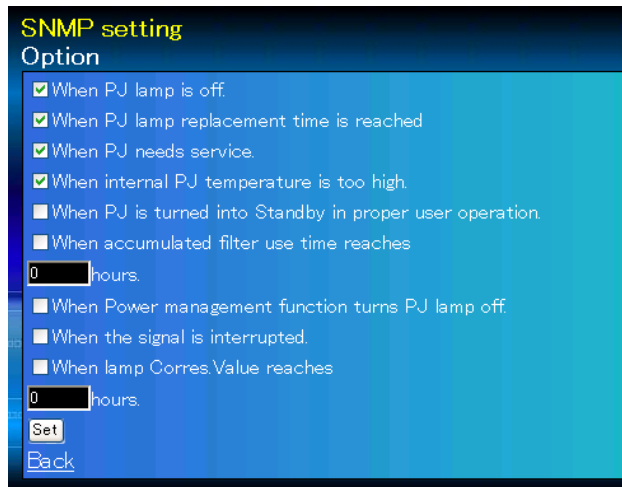 SNMP setting
Option
When PJ lamp is off.
When PJ lamp replacement time is reached
When PJ needs service.
When internal PJ temperature is too high.
When PJ is turned into Standby in proper user operation.
When accumulated filter use time reaches
0 hours.
When Power management function turns PJ lamp off.
When the signal is interrupted.
When lamp Corres.Value reaches
0 hours.
Set
Back